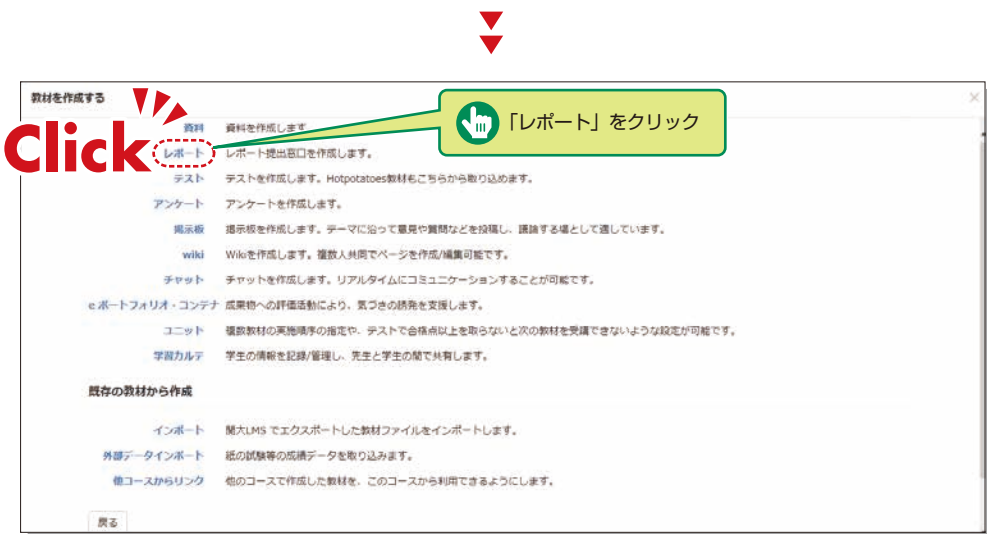 教材を作成する
×
Click
「レポート」をクリック
資料 資料を作成します
レポート レポート提出窓口を作成します。
テスト テストを作成します。Hotpotatoes教材もこちらから取り込めます。
アンケート アンケートを作成します。
掲示板 掲示板を作成します。テーマに沿って意見や質問などを投稿し、議論する場として適しています。
wiki Wikiを作成します。複数人共同でページを作成/編集可能です。
チャット チャットを作成します。リアルタイムにコミュニケーションすることが可能です。
eポートフォリオ・コンテナ 成果物への評価活動により、気づきの誘発を支援します。
ユニット 複数教材の実施順序の指定や、テストで合格点以上を取らないと次の教材を受講できないような設定が可能です。
学習カルテ 学生の情報を記録/管理し、先生と学生の間で共有します。
既存の教材から作成
インポート 関大LMS でエクスポートした教材ファイルをインポートします。
外部データインポート 紙の試験等の成績データを取り込みます。
他コースからリンク 他のコースで作成した教材を、このコースから利用できるようにします。
戻る